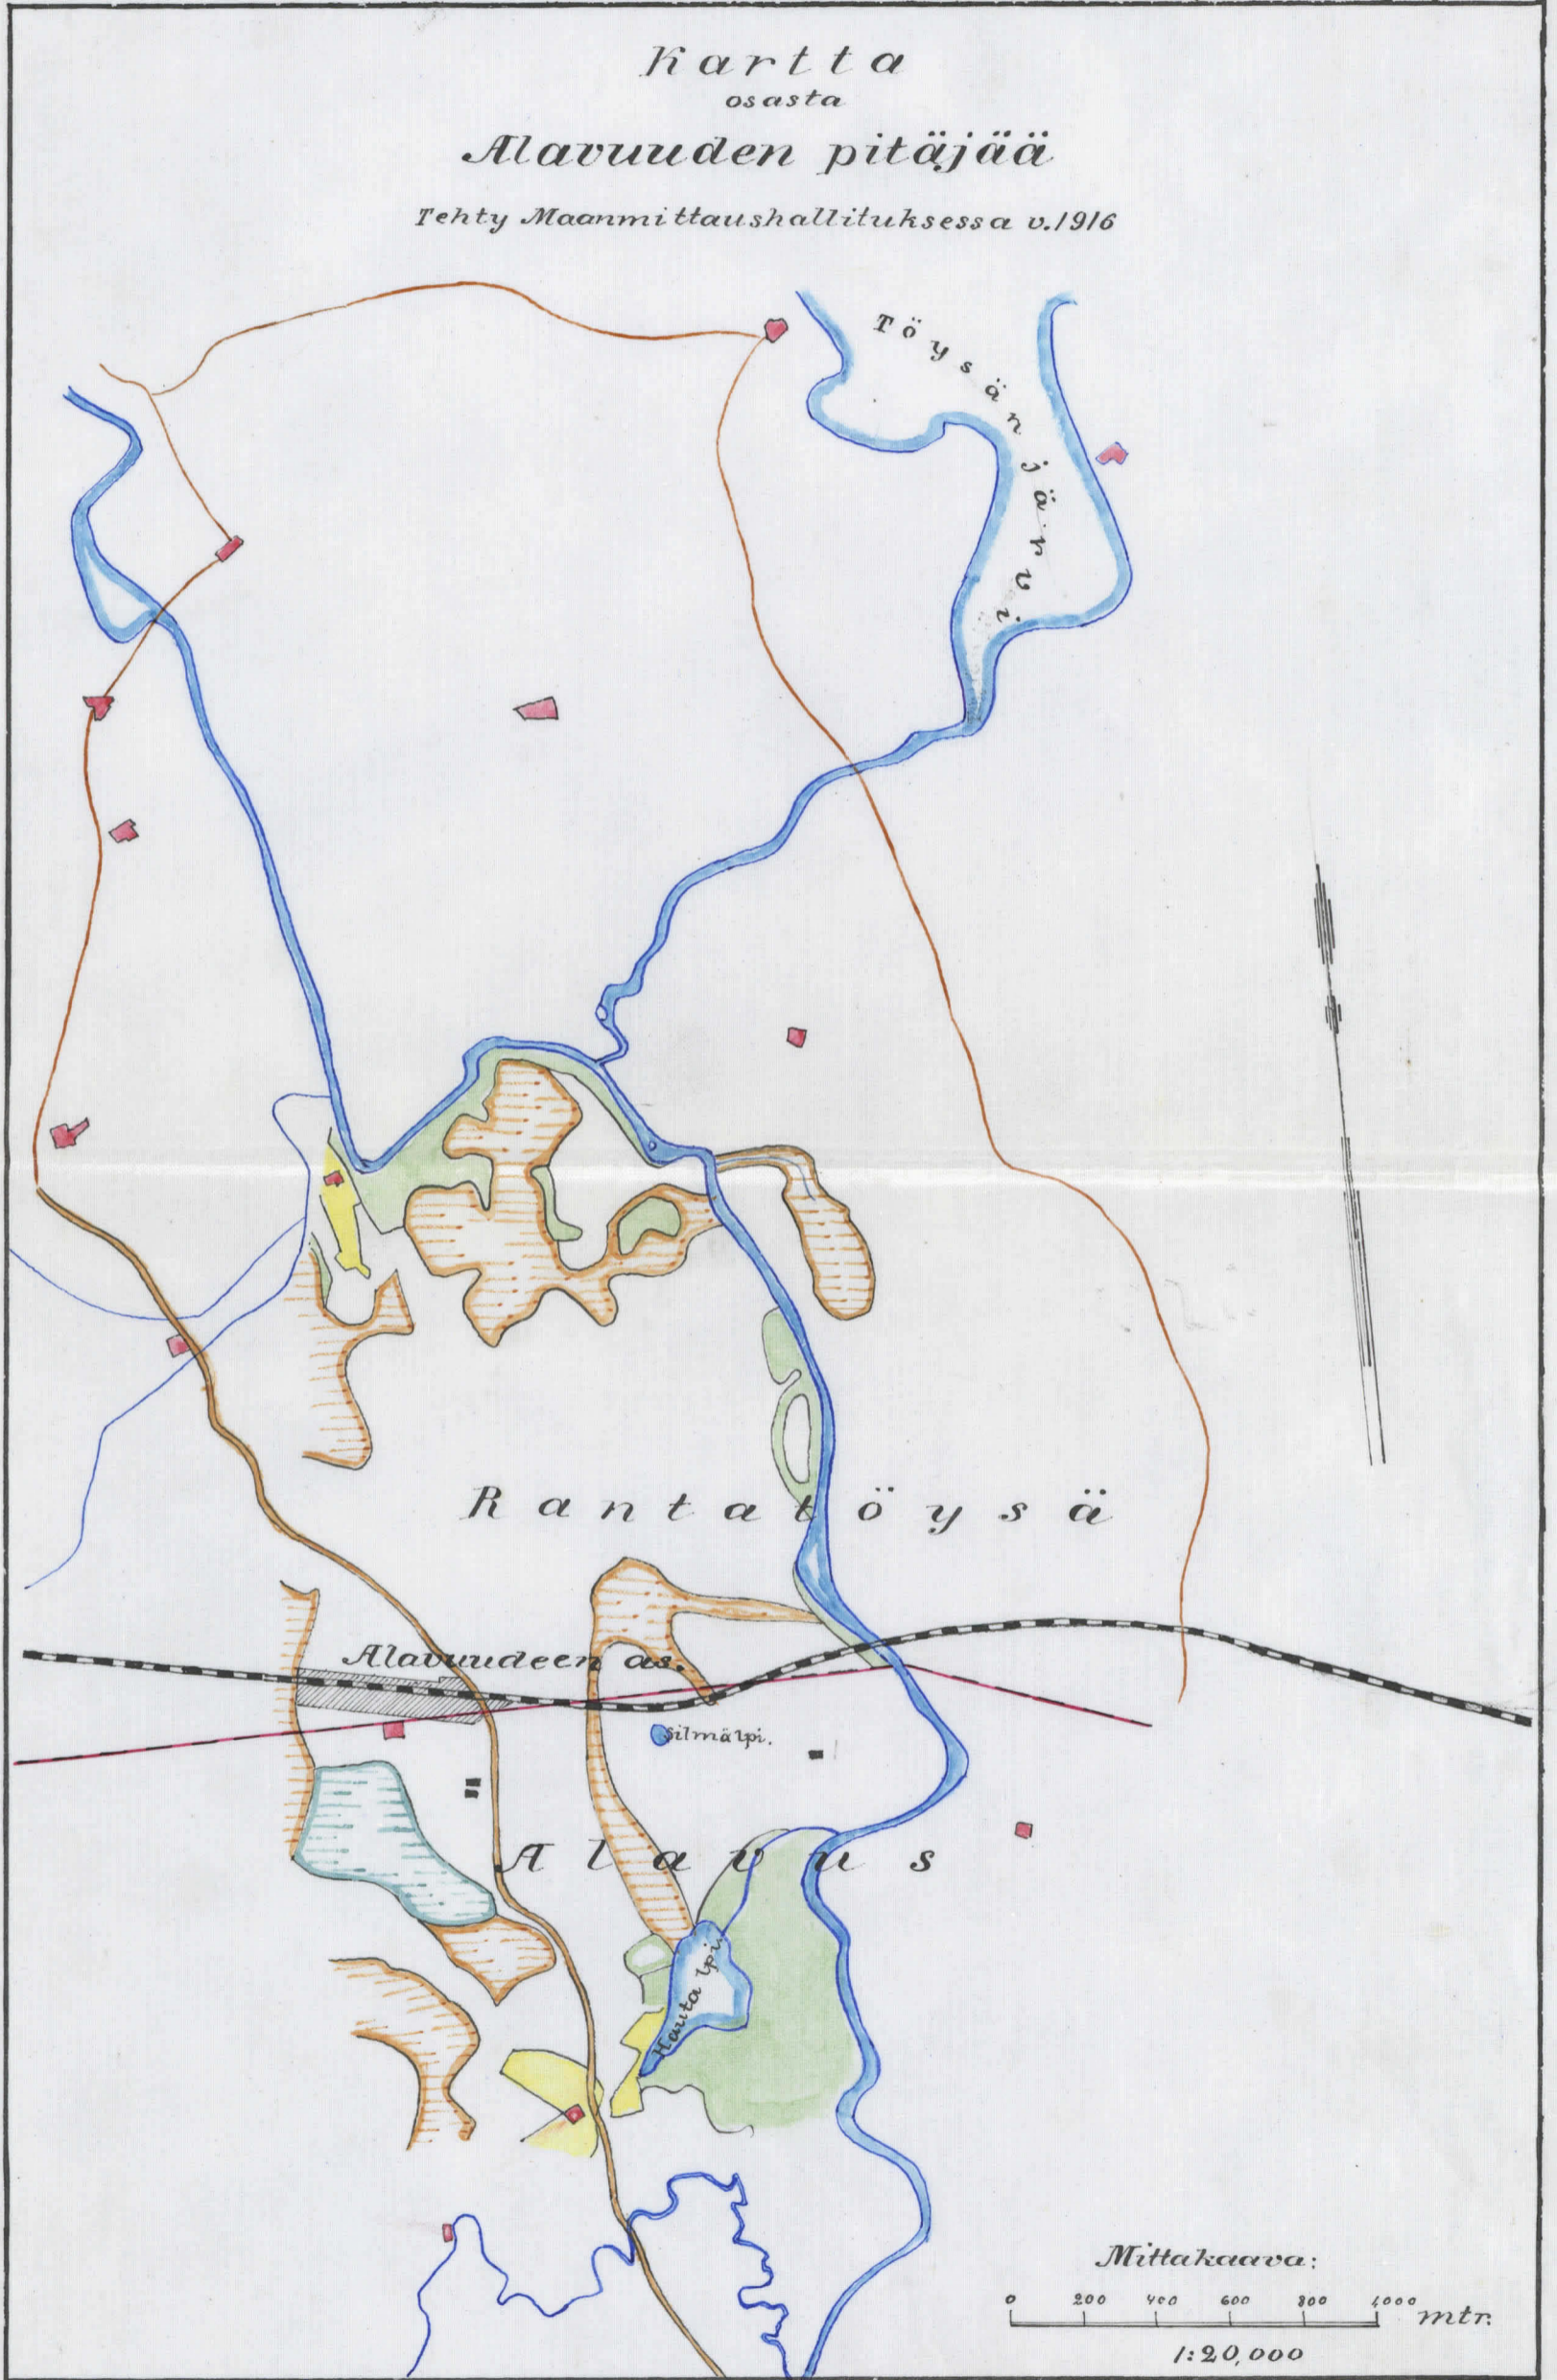 Kartta
osasta
Alavuuden pitäjää
Tehty Maanmittaushallituksessa v.1916
Töysänjärvi
Rantatöysä
Alavuudeen as.
Silmälpi.
Alavus
Hauta lpi.
Mittakaava:
0 200 400 600 800 1000 mtr.
1:20,000